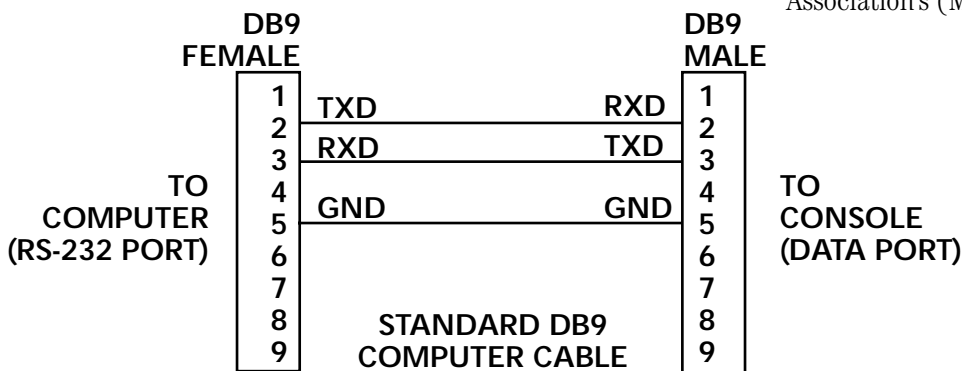 Association's (M
DB9
FEMALE
DB9
MALE
1
2
3
4
5
6
7
8
9
TXD
RXD
RXD
TXD
GND
GND
1
2
3
4
5
6
7
8
9
TO
COMPUTER
(RS-232 PORT)
TO
CONSOLE
(DATA PORT)
STANDARD DB9
COMPUTER CABLE